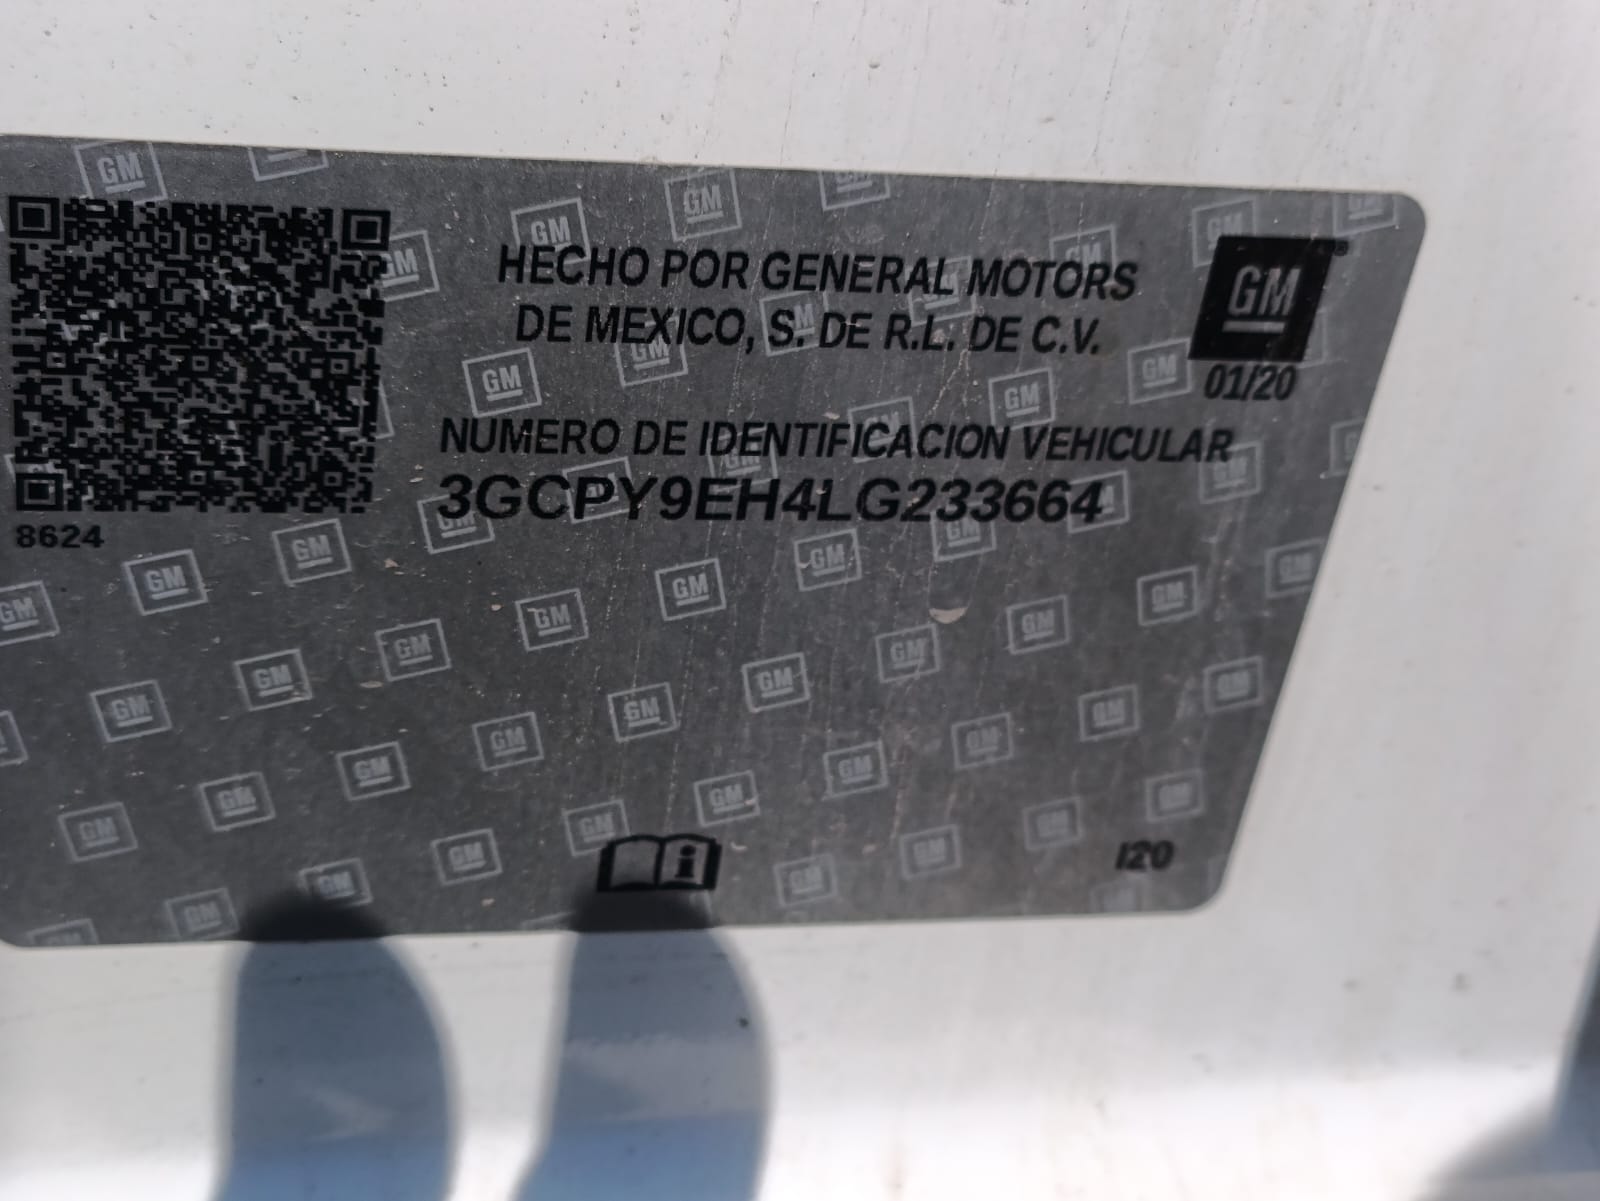 HECHO POR GENERAL MOTORS
DE MEXICO, S. DE R.L. DE C.V.
GM
01/20
NUMERO DE IDENTIFICACION VEHICULAR
3GCPY9EH4LG233664
8624
I20